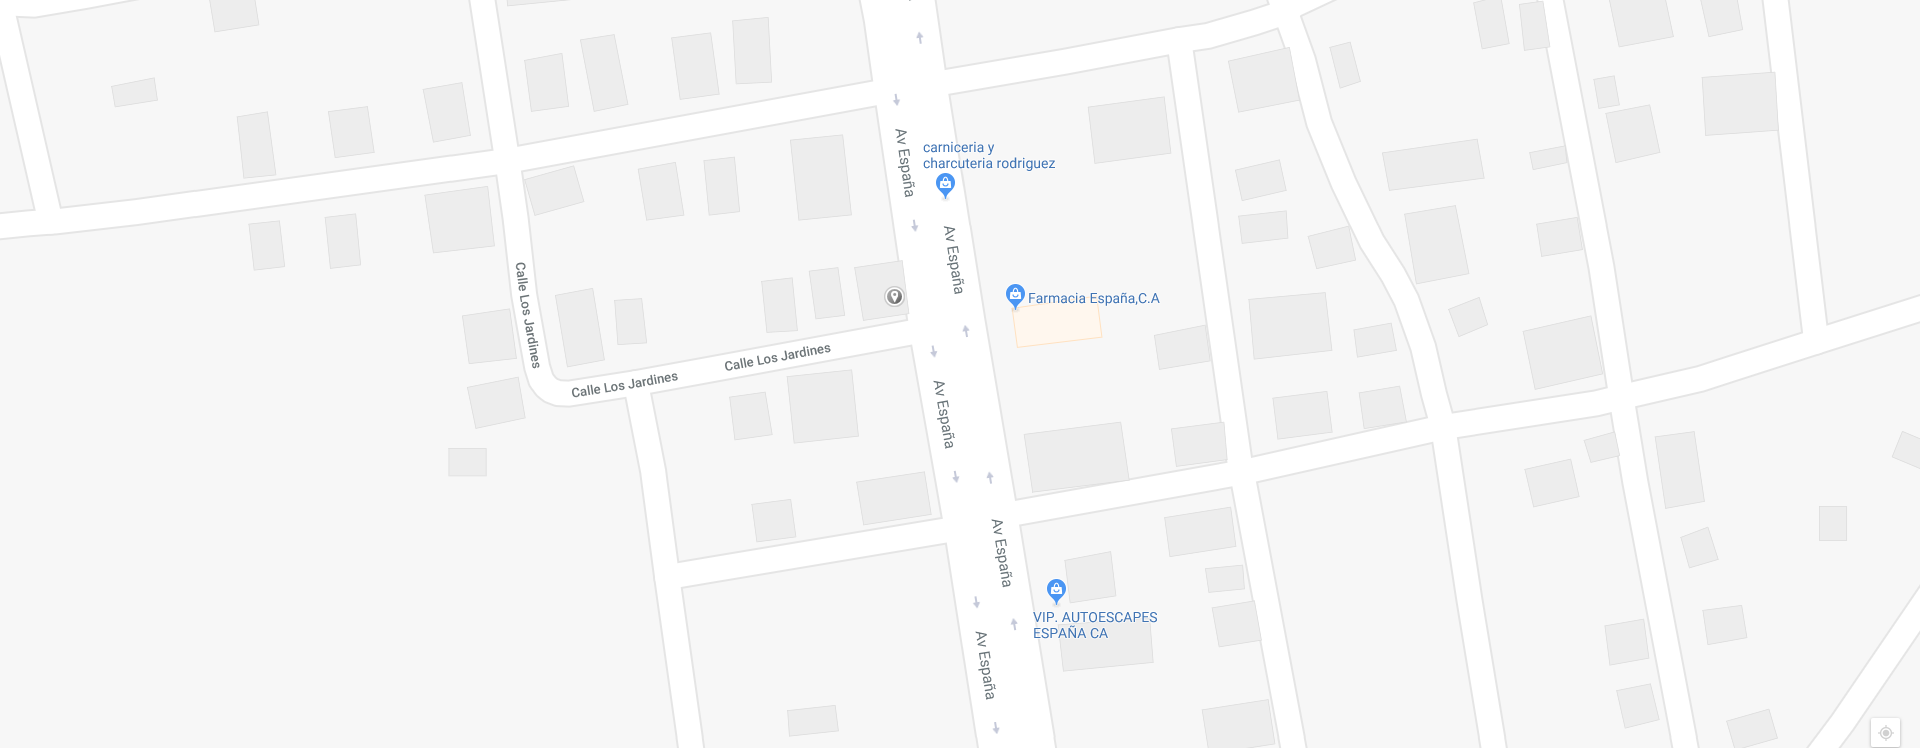 Av España
carniceria y
charcuteria rodriguez
Av España
Calle Los Jardines
Farmacia España,C.A
Calle Los Jardines
Calle Los Jardines
Av España
Av España
VIP. AUTOESCAPES
ESPAÑA CA
Av España